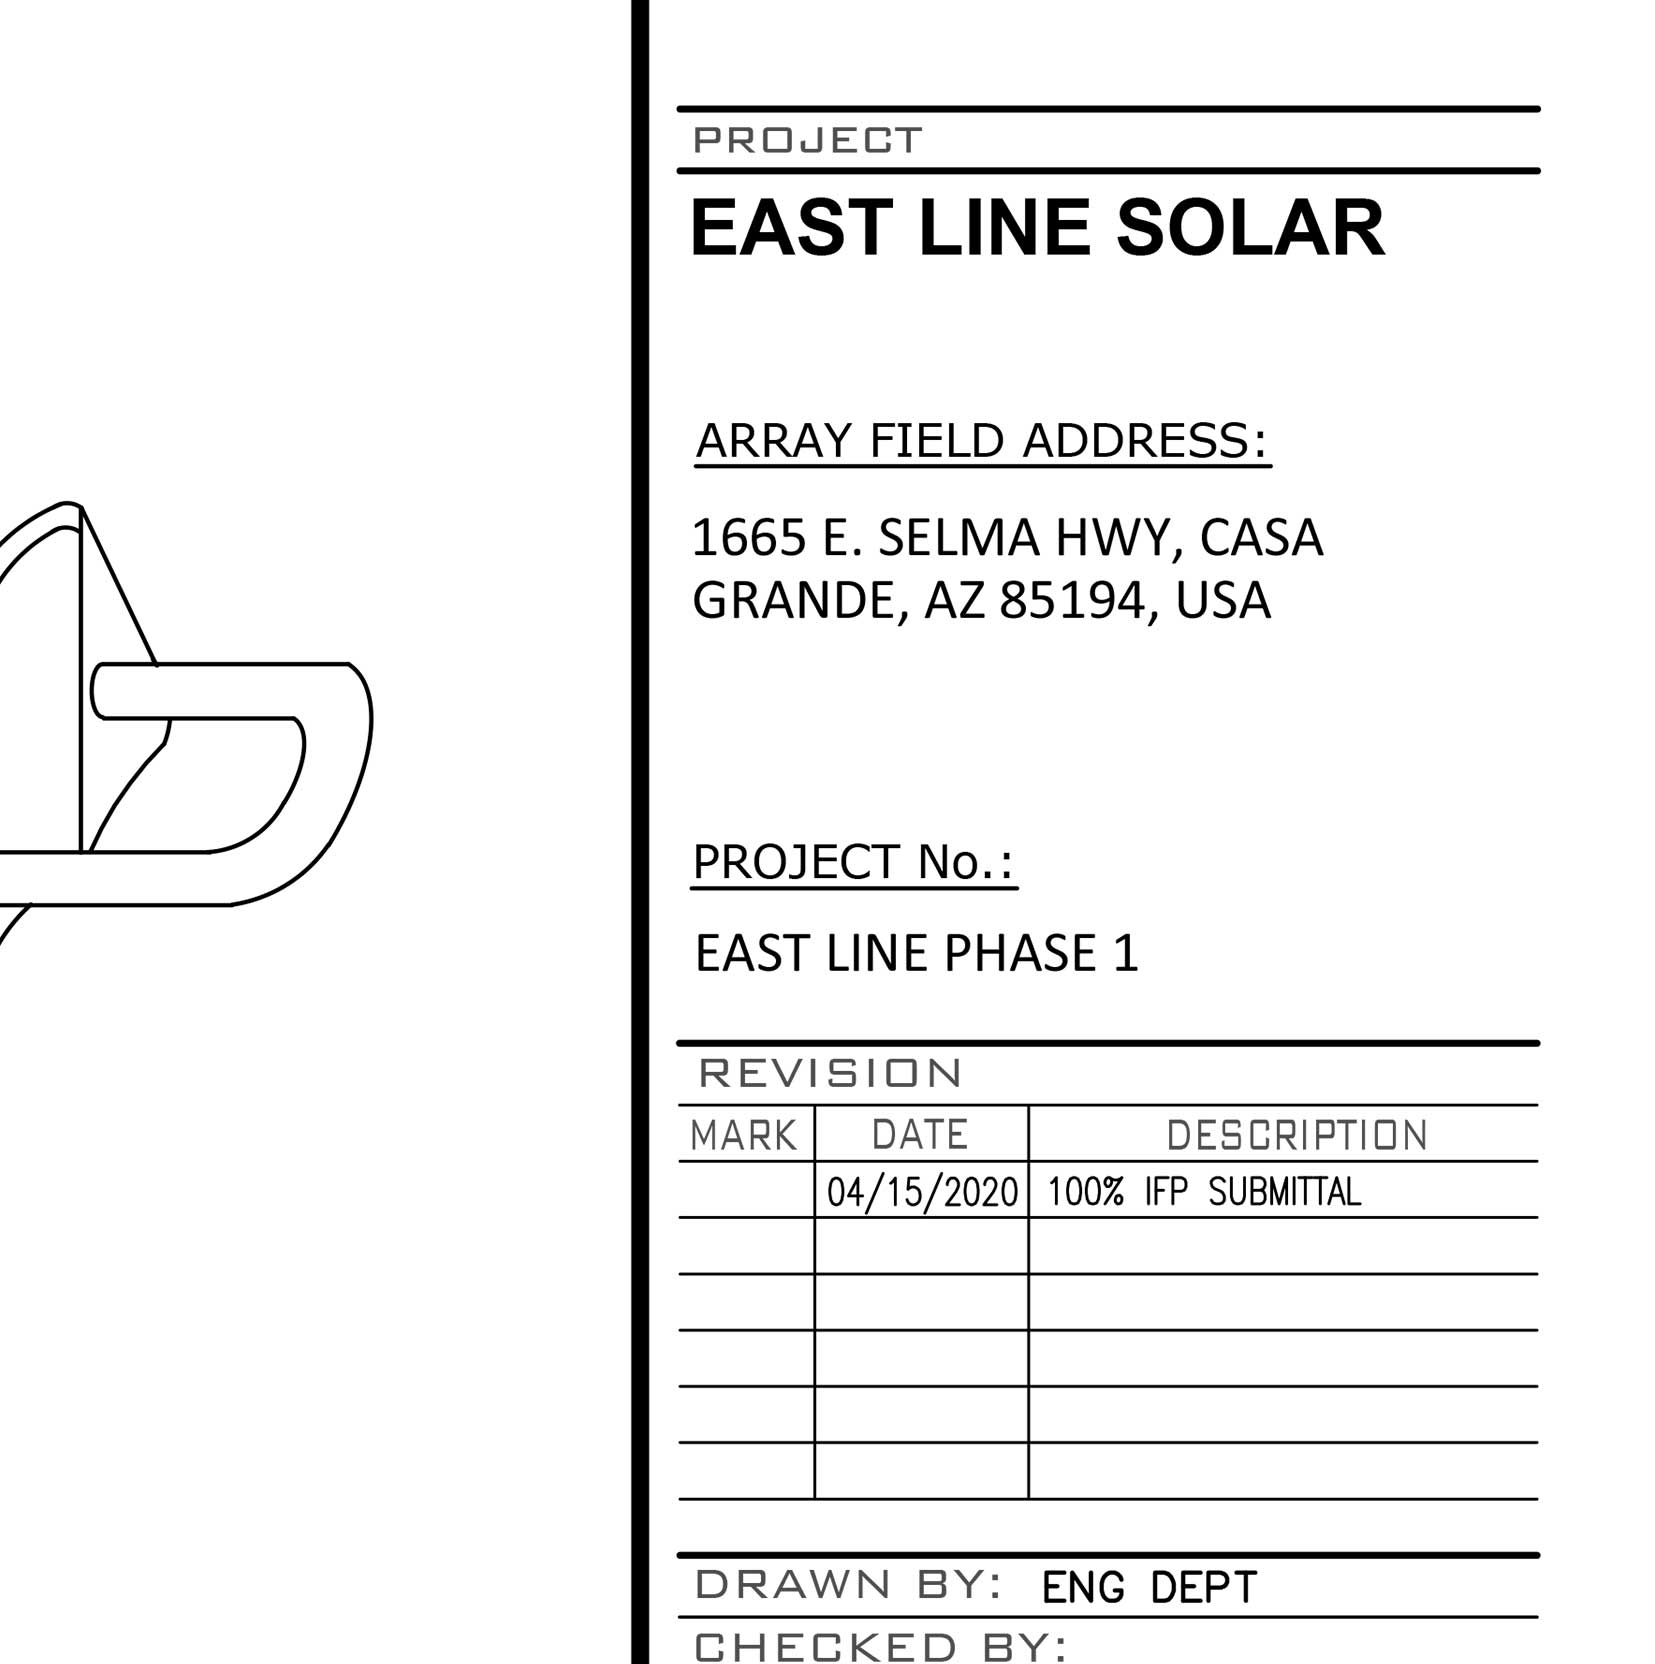 PROJECT
EAST LINE SOLAR
ARRAY FIELD ADDRESS:
1665 E. SELMA HWY, CASA
GRANDE, AZ 85194, USA
PROJECT No.:
EAST LINE PHASE 1
REVISION
MARK DATE DESCRIPTION
04/15/2020 100% IFP SUBMITTAL
DRAWN BY: ENG DEPT
CHECKED BY: